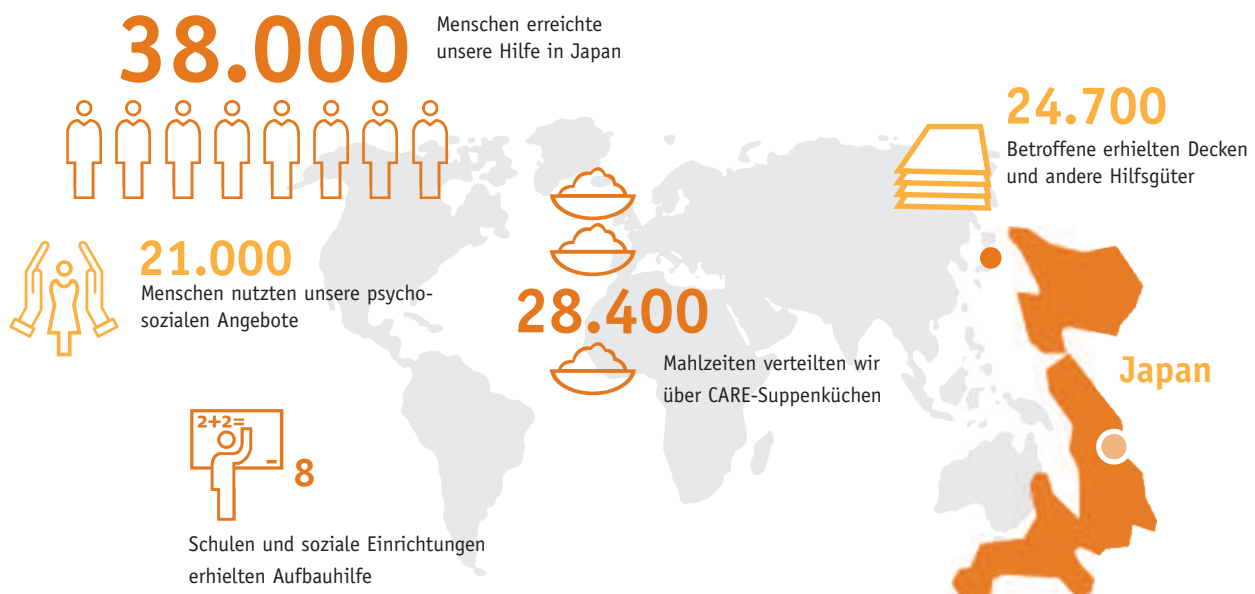 38.000
Menschen erreichte
unsere Hilfe in Japan
24.700
Betroffene erhielten Decken
und andere Hilfsgüter
21.000
Menschen nutzten unsere psycho-
sozialen Angebote
28.400
Mahlzeiten verteilten wir
über CARE-Suppenküchen
Japan
2+2=
8
Schulen und soziale Einrichtungen
erhielten Aufbauhilfe